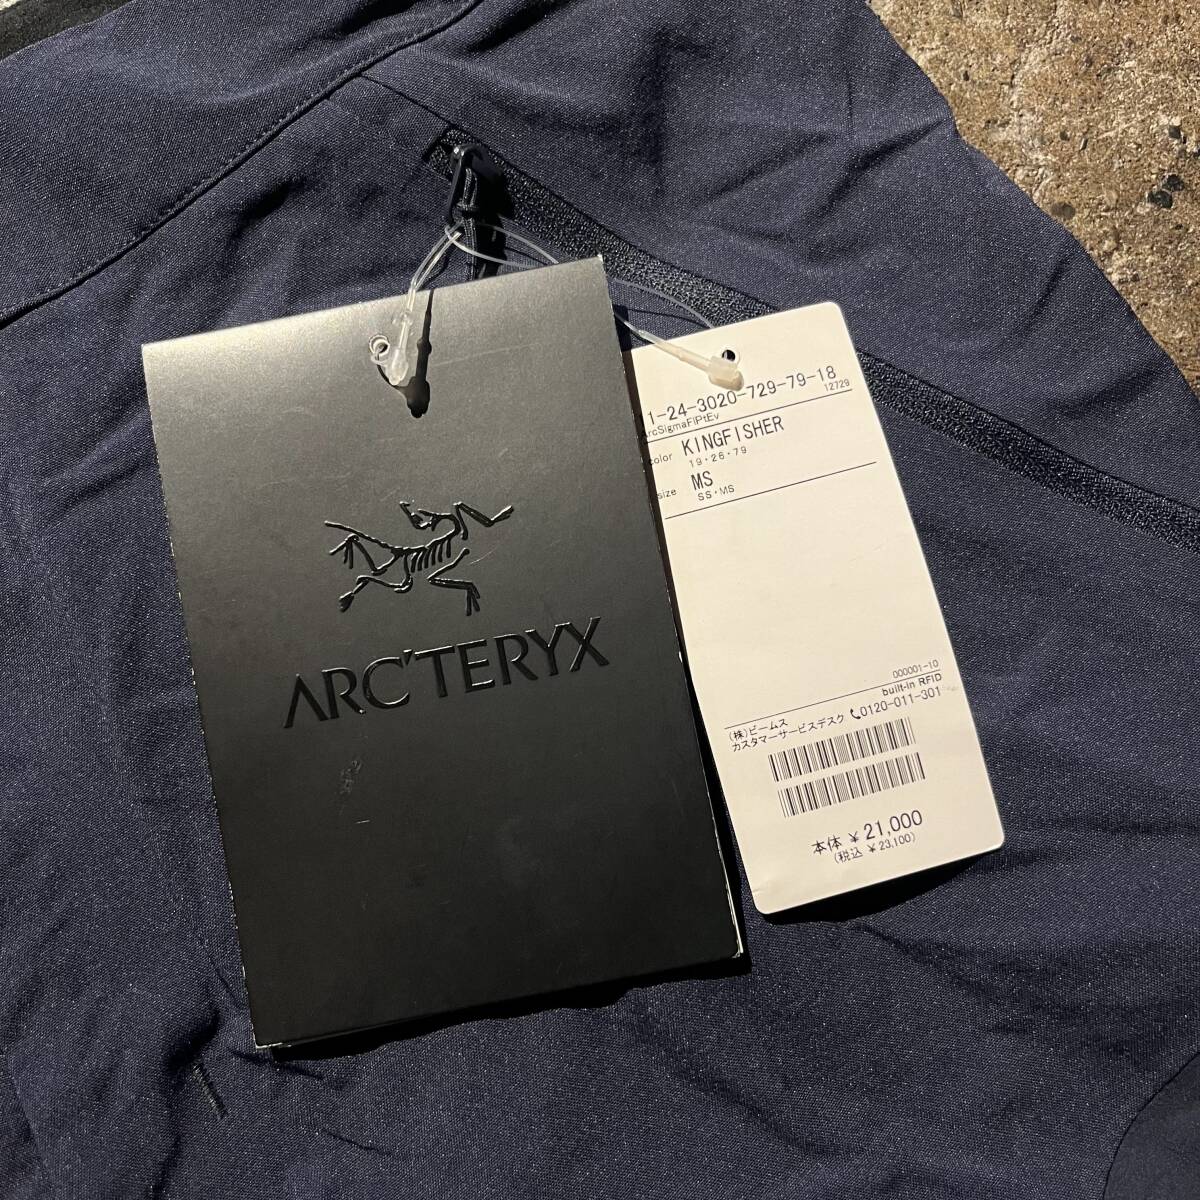 ARC'TERYX
11-24-3020-729-79-18
12729
ArcSigmaFlPtEv
color KINGFISHER
19・26・79
size MS
SS・MS
000001-10
built-in RFID
(株)ビームス
カスタマーサービスデスク 0120-011-301
本体 ¥21,000
(税込 ¥23,100)